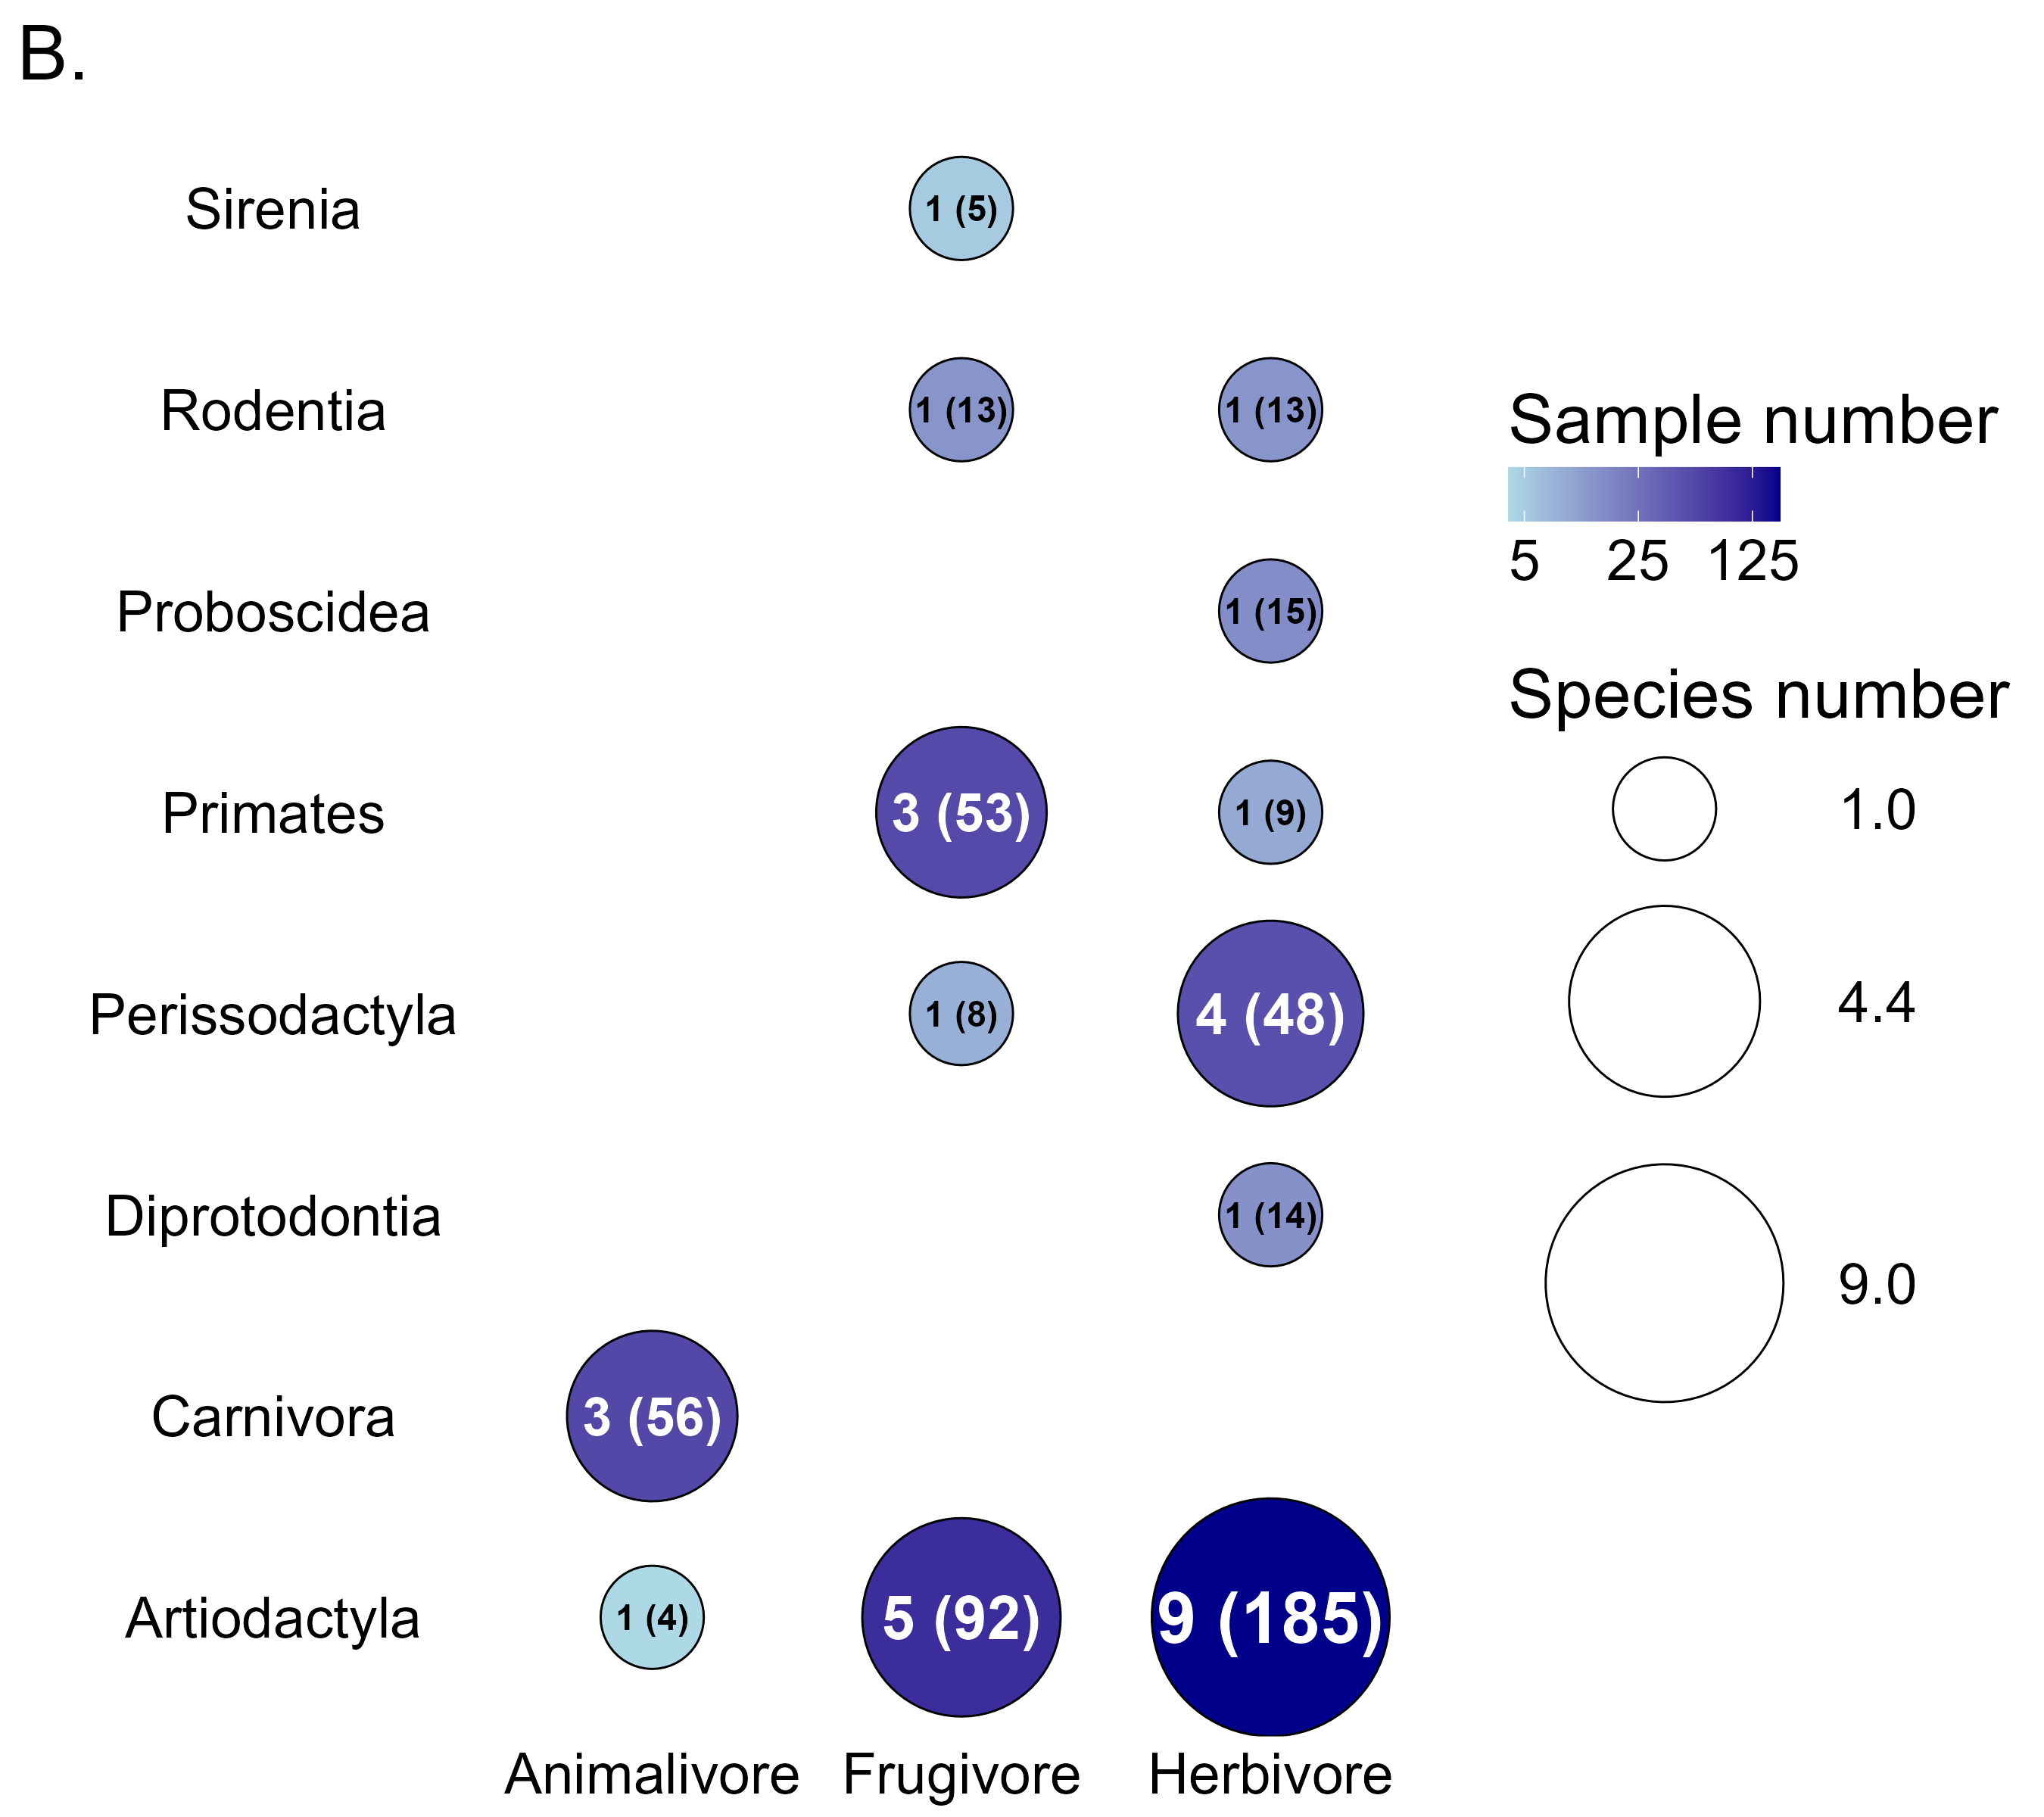 B.
Sirenia
1 (5)
Rodentia
1 (13)
1 (13)
Proboscidea
1 (15)
Primates
3 (53)
1 (9)
Perissodactyla
1 (8)
4 (48)
Diprotodontia
1 (14)
Carnivora
3 (56)
Artiodactyla
1 (4)
5 (92)
9 (185)
Animalivore
Frugivore
Herbivore
Sample number
5
25
125
Species number
1.0
4.4
9.0